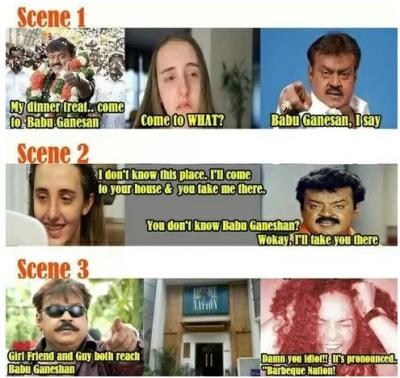 Scene 1
My dinner treat.. come
to Babu Ganesan
Come to WHAT?
Babu Ganesan, I say
Scene 2
I don't know this place. I'll come
to your house & you take me there.
You don't know Babu Ganeshan?
Wokay, I'll take you there
Scene 3
Girl Friend and Guy both reach
Babu Ganeshan
NATION
Damn you Idiot!! It's pronounced..
"Barbeque Nation!